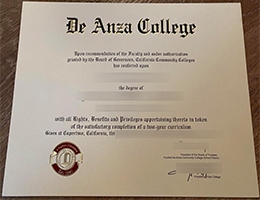 De Anza College
Upon recommendation of the Faculty and under authorization
granted by the Board of Governors, California Community Colleges
has conferred upon
the degree of
with all Rights, Benefits and Privileges appertaining thereto in token
of the satisfactory completion of a two-year curriculum
Given at Cupertino, California,